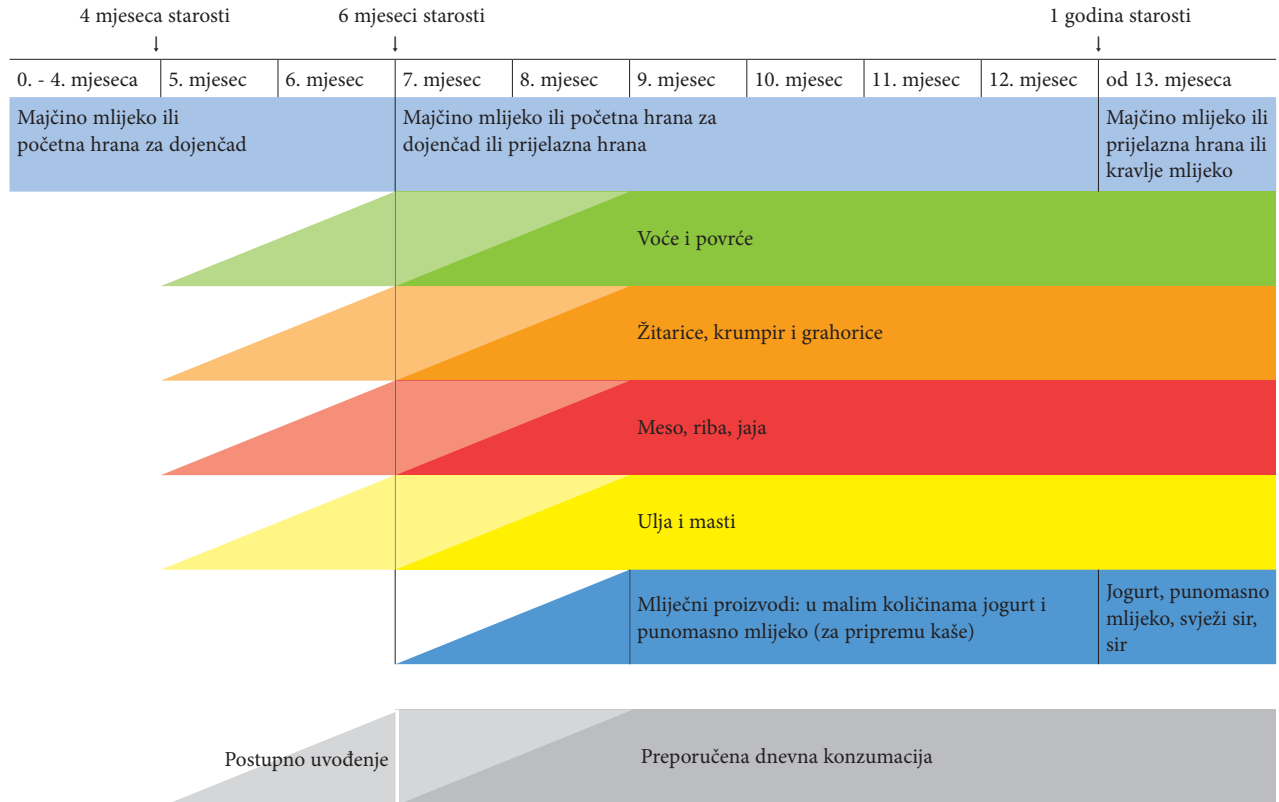 4 mjeseca starosti
6 mjeseci starosti
1 godina starosti
0. - 4. mjeseca
5. mjesec
6. mjesec
7. mjesec
8. mjesec
9. mjesec
10. mjesec
11. mjesec
12. mjesec
od 13. mjeseca
Majčino mlijeko ili
početna hrana za dojenčad
Majčino mlijeko ili početna hrana za
dojenčad ili prijelazna hrana
Majčino mlijeko ili
prijelazna hrana ili
kravlje mlijeko
Voće i povrće
Žitarice, krumpir i grahorice
Meso, riba, jaja
Ulja i masti
Mliječni proizvodi: u malim količinama jogurt i
punomasno mlijeko (za pripremu kaše)
Jogurt, punomasno
mlijeko, svježi sir,
sir
Postupno uvođenje
Preporučena dnevna konzumacija